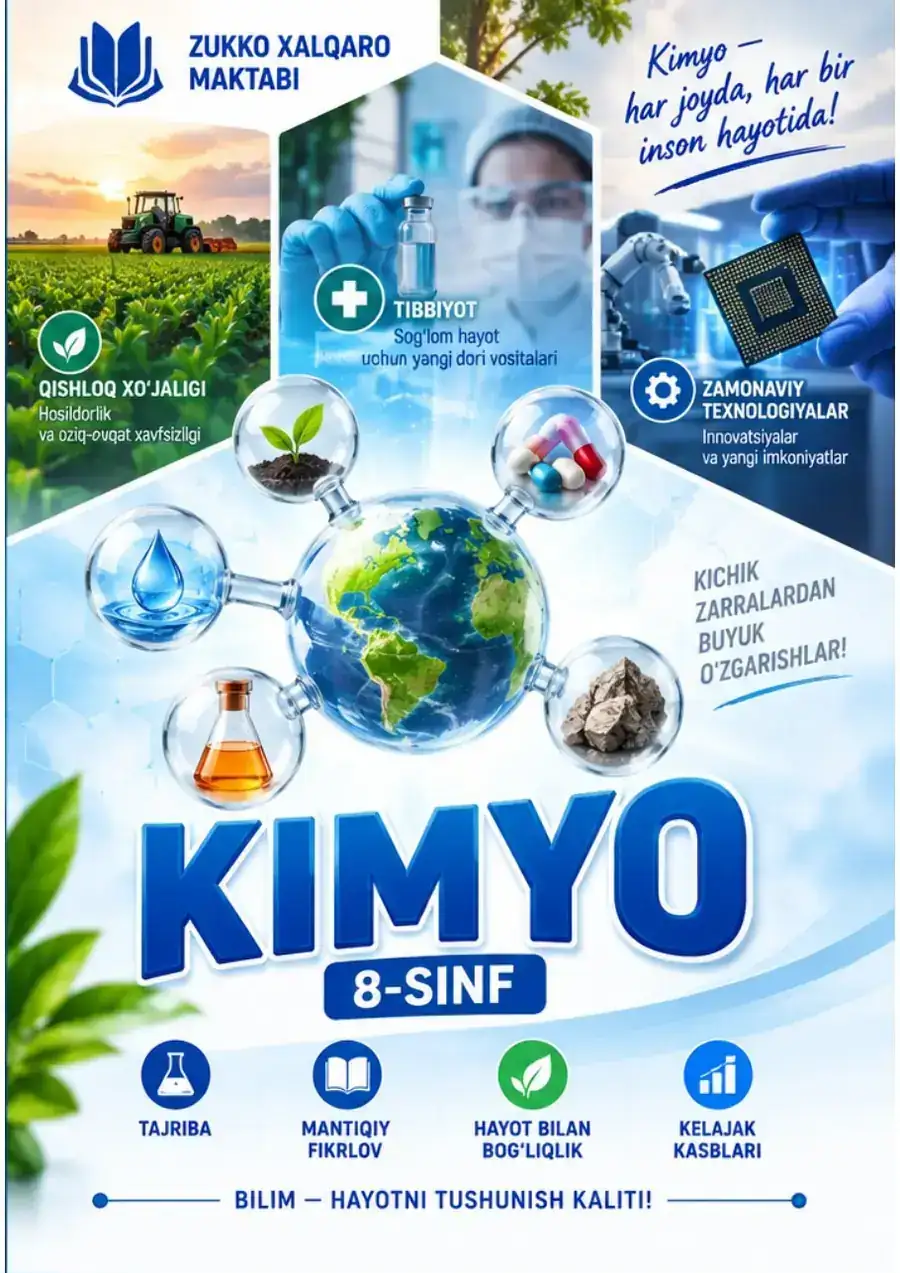 ZUKKO XALQARO
MAKTABI
Kimyo —
har joyda, har bir
inson hayotida!
TIBBIYOT
Sog'lom hayot
uchun yangi dori vositalari
QISHLOQ XO'JALIGI
Hosildorlik
va oziq-ovqat xavfsizligi
ZAMONAVIY
TEXNOLOGIYALAR
Innovatsiyalar
va yangi imkoniyatlar
KICHIK
ZARRALARDAN
BUYUK
O'ZGARISHLAR!
KIMYO
8-SINF
TAJRIBA
MANTIQIY
FIKRLOV
HAYOT BILAN
BOG'LIQLIK
KELAJAK
KASBLARI
BILIM — HAYOTNI TUSHUNISH KALITI!